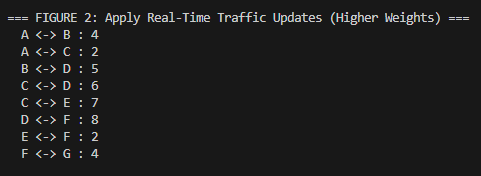 === FIGURE 2: Apply Real-Time Traffic Updates (Higher Weights) ===
A <-> B : 4
A <-> C : 2
B <-> D : 5
C <-> D : 6
C <-> E : 7
D <-> F : 8
E <-> F : 2
F <-> G : 4